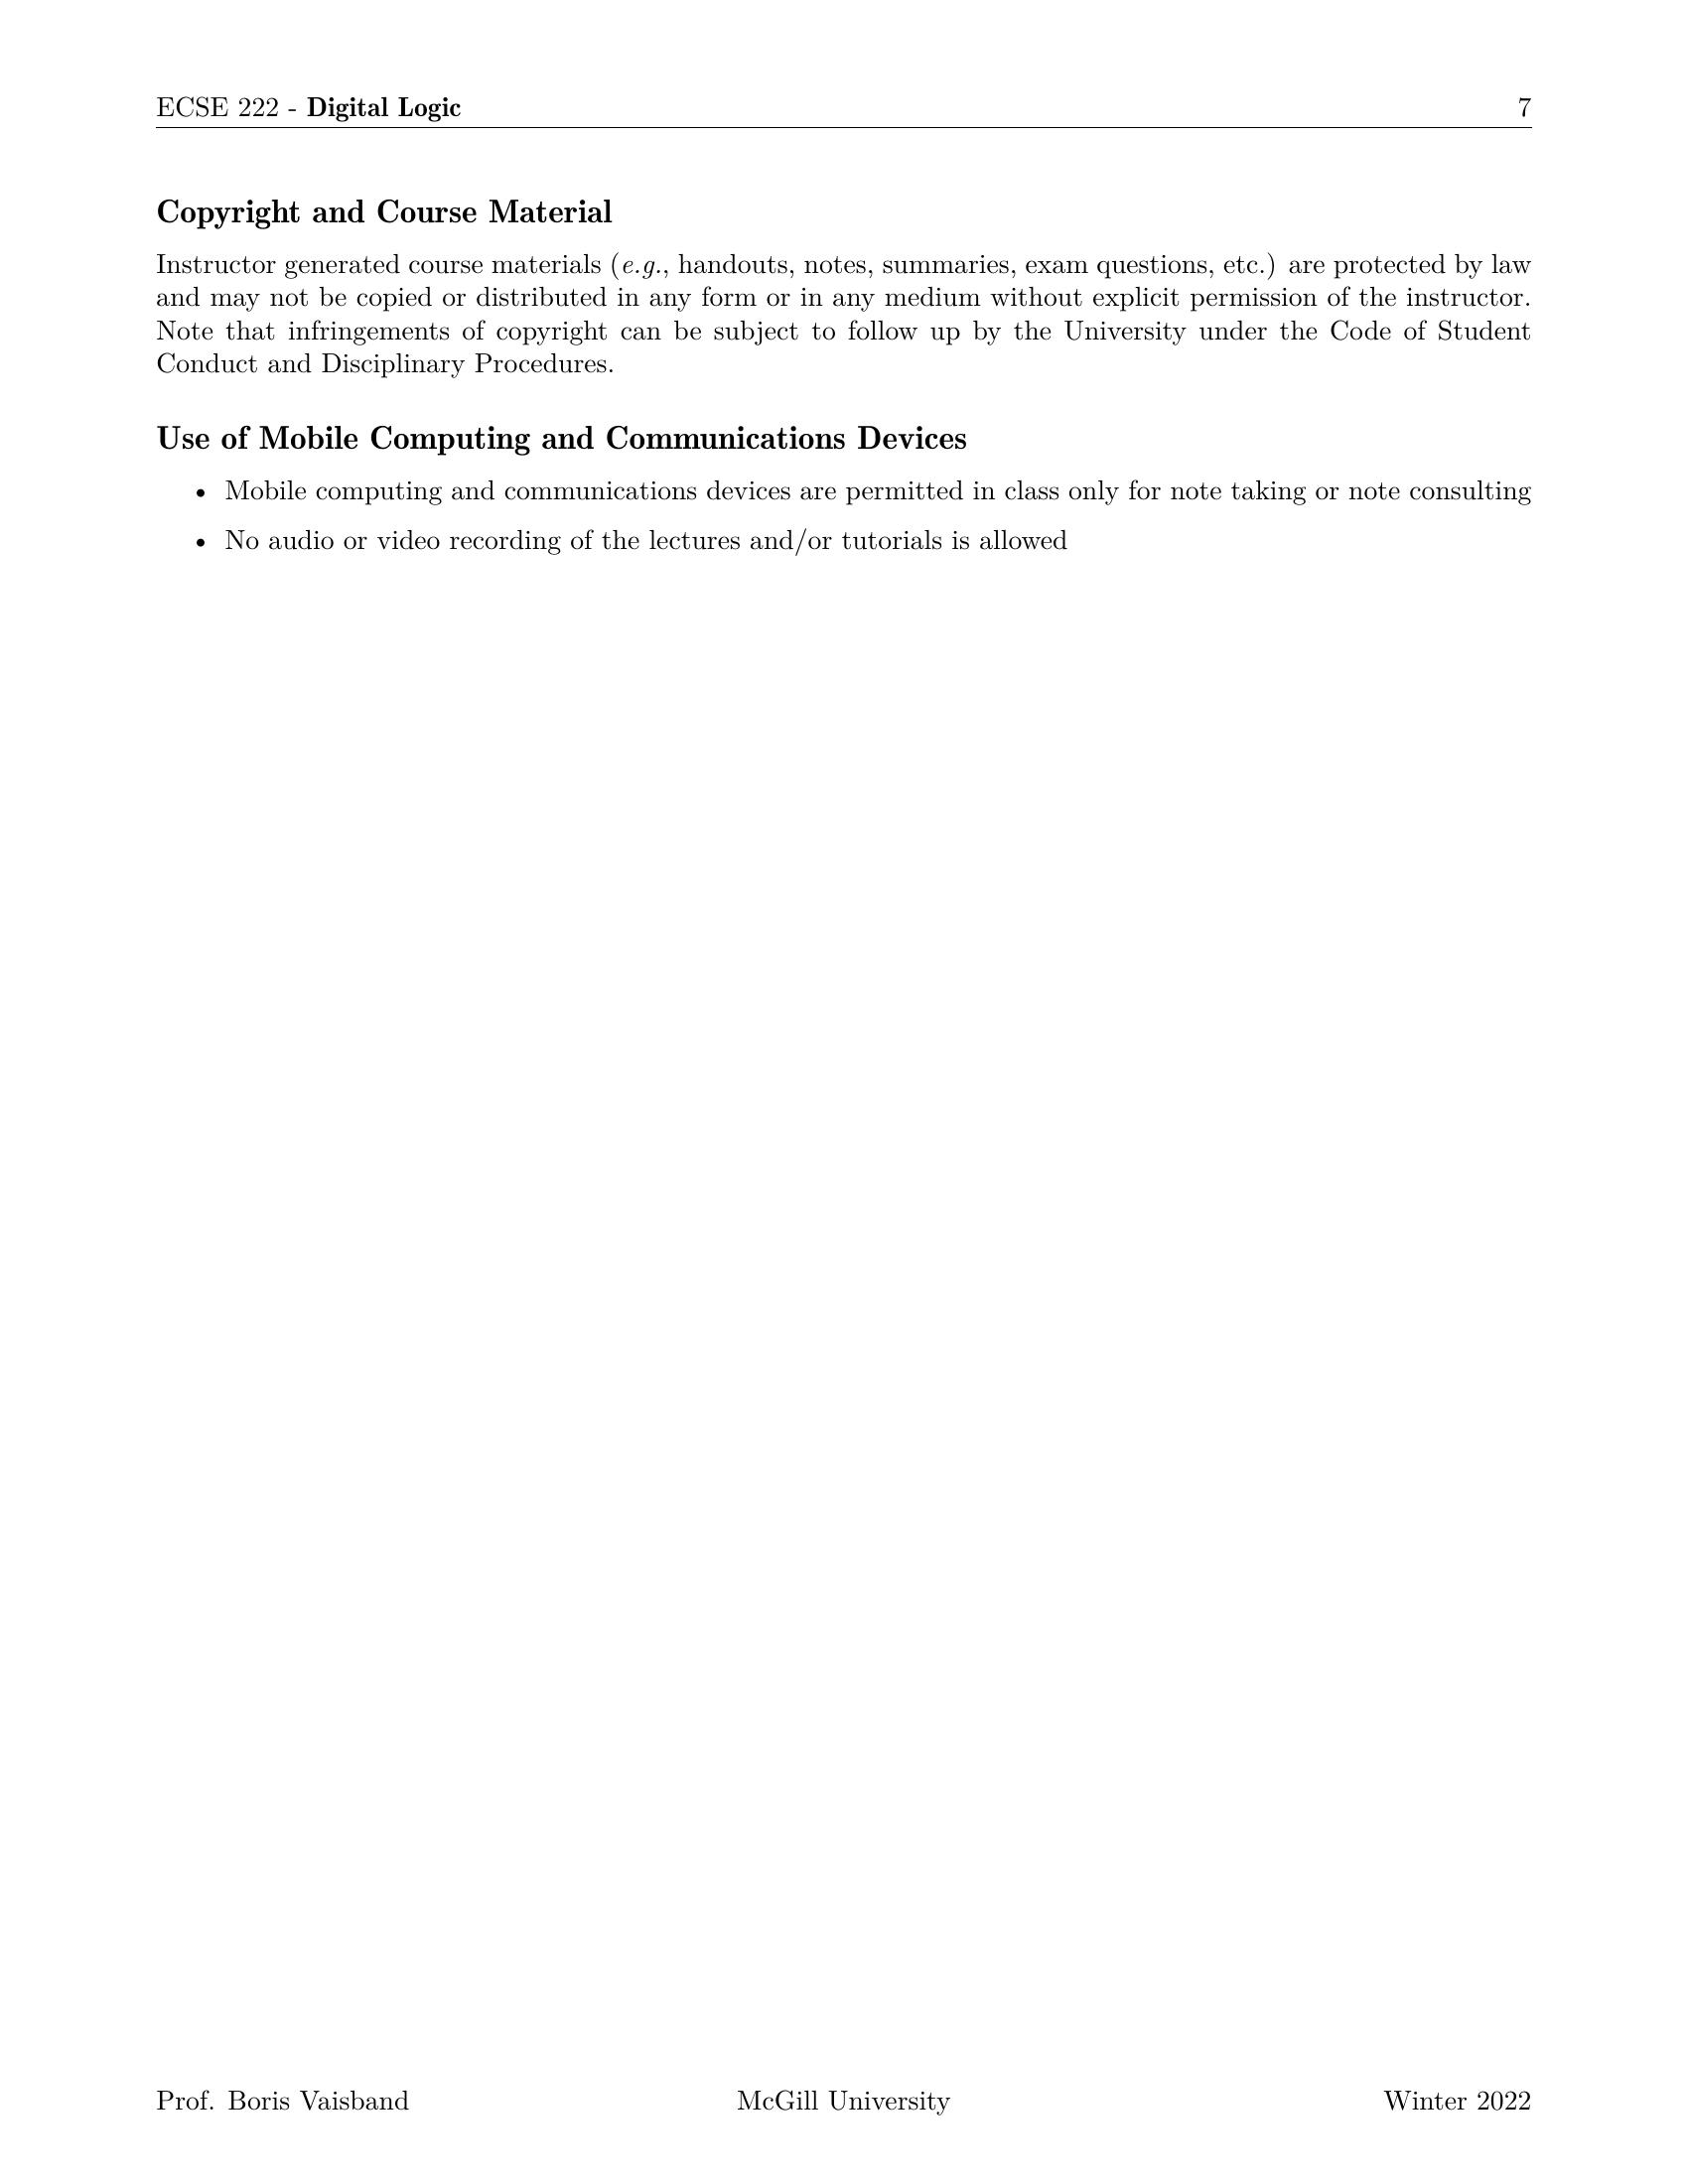 ECSE 222 - Digital Logic 7
Copyright and Course Material
Instructor generated course materials (e.g., handouts, notes, summaries, exam questions, etc.) are protected by law
and may not be copied or distributed in any form or in any medium without explicit permission of the instructor.
Note that infringements of copyright can be subject to follow up by the University under the Code of Student
Conduct and Disciplinary Procedures.
Use of Mobile Computing and Communications Devices
• Mobile computing and communications devices are permitted in class only for note taking or note consulting
• No audio or video recording of the lectures and/or tutorials is allowed
Prof. Boris Vaisband McGill University Winter 2022